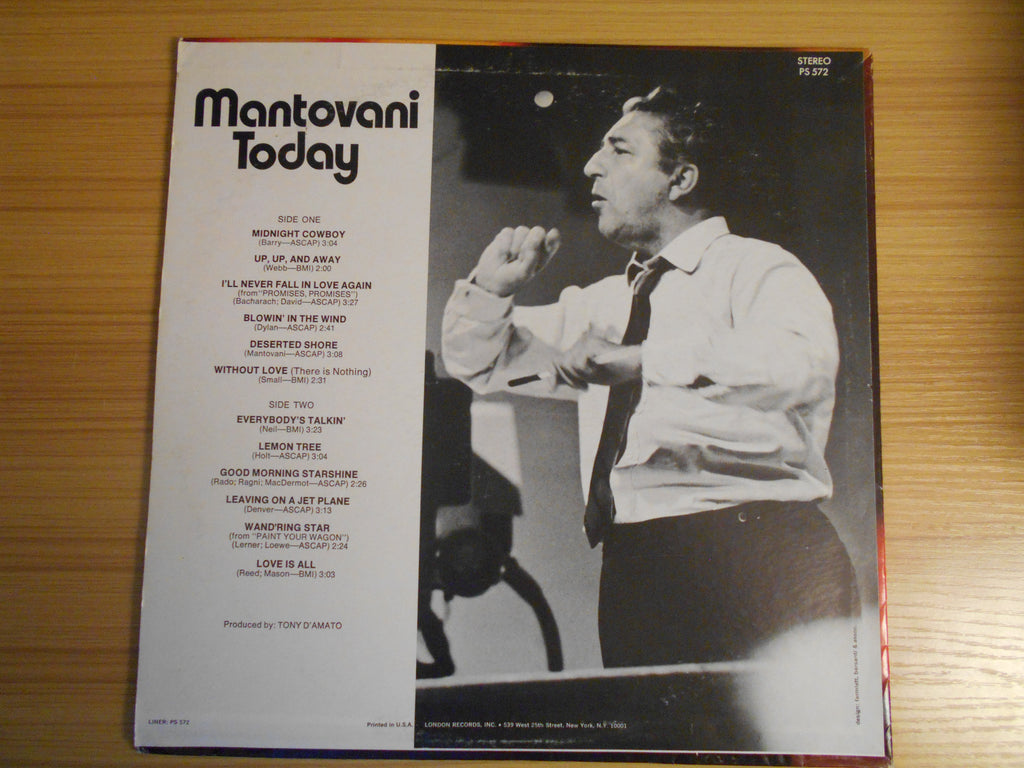 Mantovani
Today
STEREO
PS 572
SIDE ONE
MIDNIGHT COWBOY
(Barry—ASCAP) 3:04
UP, UP, AND AWAY
(Webb—BMI) 2:00
I'LL NEVER FALL IN LOVE AGAIN
(from "PROMISES, PROMISES")
(Bacharach; David—ASCAP) 3:27
BLOWIN' IN THE WIND
(Dylan—ASCAP) 2:41
DESERTED SHORE
(Mantovani—ASCAP) 3:08
WITHOUT LOVE (There is Nothing)
(Small—BMI) 2:31
SIDE TWO
EVERYBODY'S TALKIN'
(Neil—BMI) 3:23
LEMON TREE
(Holt—ASCAP) 3:04
GOOD MORNING STARSHINE
(Rado; Ragni; MacDermot—ASCAP) 2:26
LEAVING ON A JET PLANE
(Denver—ASCAP) 3:13
WAND'RING STAR
(from "PAINT YOUR WAGON")
(Lerner; Loewe—ASCAP) 2:24
LOVE IS ALL
(Reed; Mason—BMI) 3:03
Produced by: TONY D'AMATO
LINER: PS 572
Printed in U.S.A.
LONDON RECORDS, INC. • 539 West 25th Street, New York, N.Y. 10001
design: